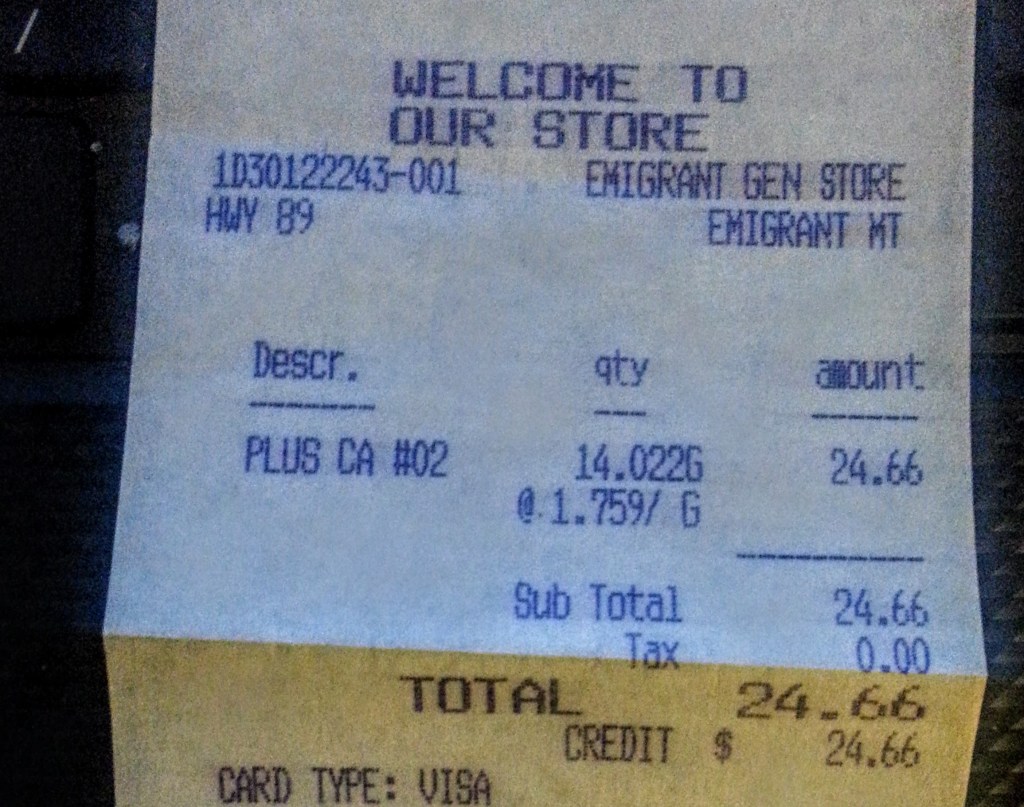 WELCOME TO
OUR STORE
1D30122243-001 EMIGRANT GEN STORE
HWY 89 EMIGRANT MT
Descr. qty amount
PLUS CA #02 14.022G 24.66
@ 1.759/ G
Sub Total 24.66
Tax 0.00
TOTAL 24.66
CREDIT $ 24.66
CARD TYPE: VISA